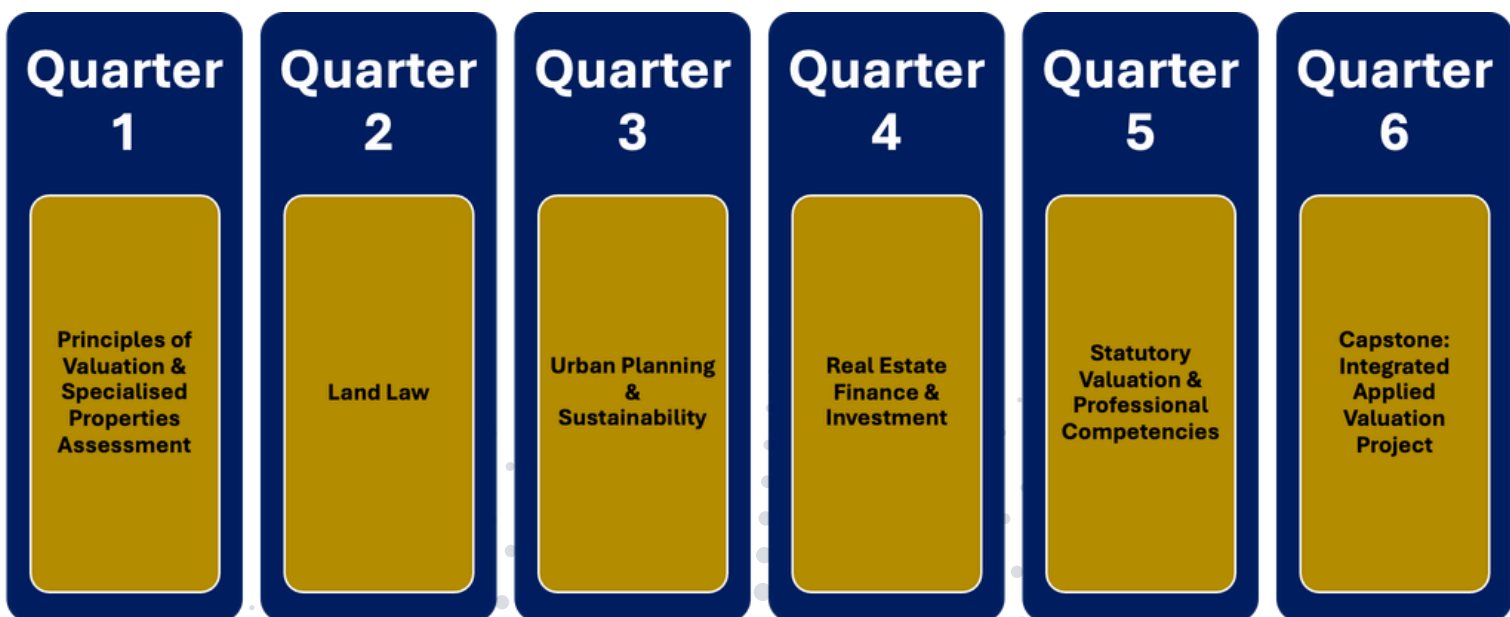 Quarter
1
Principles of
Valuation &
Specialised
Properties
Assessment
Quarter
2
Land Law
Quarter
3
Urban Planning
&
Sustainability
Quarter
4
Real Estate
Finance &
Investment
Quarter
5
Statutory
Valuation &
Professional
Competencies
Quarter
6
Capstone:
Integrated
Applied
Valuation
Project